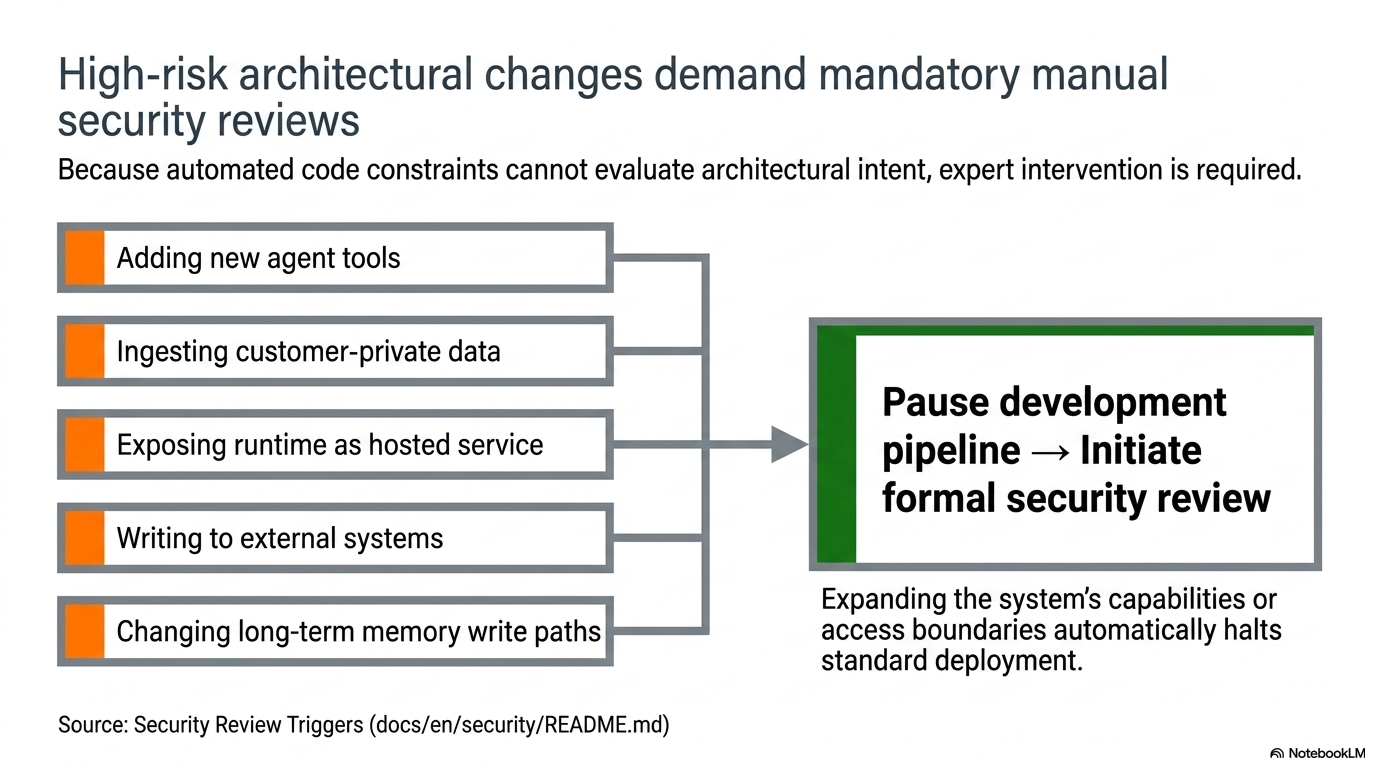 High-risk architectural changes demand mandatory manual
security reviews
Because automated code constraints cannot evaluate architectural intent, expert intervention is required.
Adding new agent tools
Ingesting customer-private data
Exposing runtime as hosted service
Writing to external systems
Changing long-term memory write paths
Pause development
pipeline → Initiate
formal security review
Expanding the system’s capabilities or
access boundaries automatically halts
standard deployment.
Source: Security Review Triggers (docs/en/security/README.md)
NotebookLM